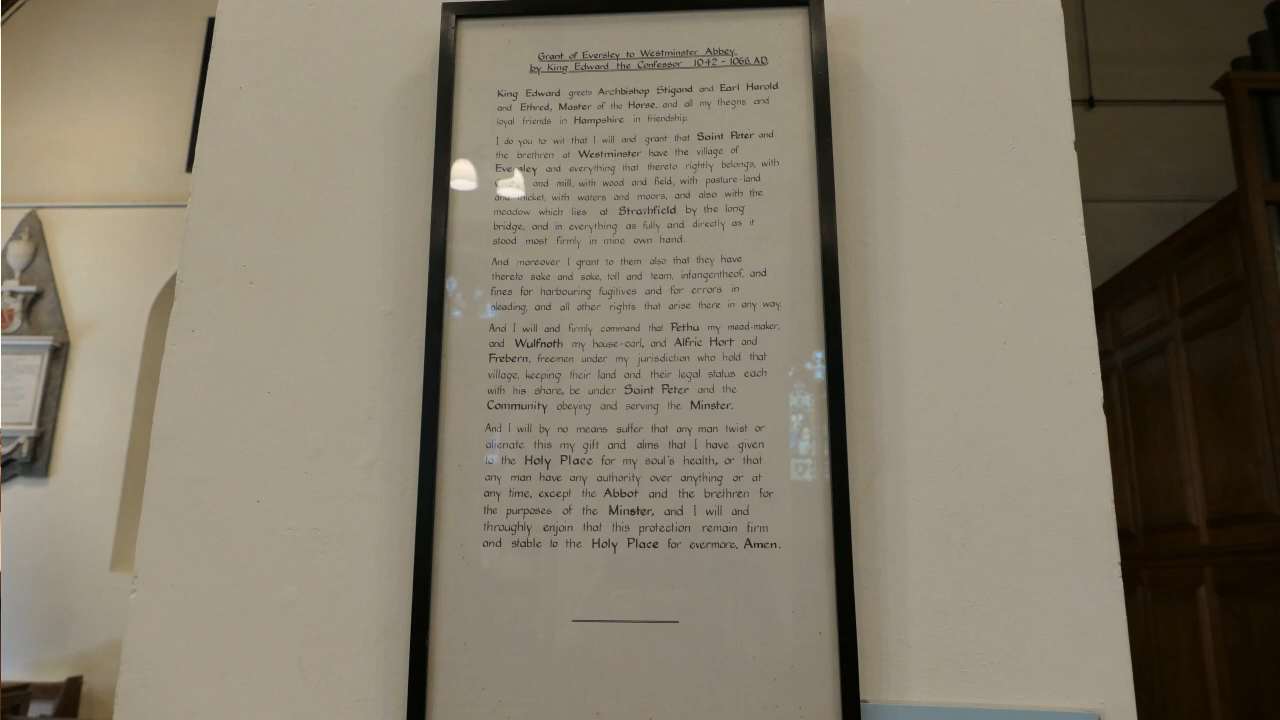 Grant of Eversley to Westminster Abbey.
by King Edward the Confessor 1042 - 1066. AD.
King Edward greets Archbishop Stigand and Earl Harold
and Ethred, Master of the Horse, and all my thegns and
loyal friends in Hampshire in friendship.
I do you to wit that I will and grant that Saint Peter and
the brethren at Westminster have the village of
Eversley and everything that thereto rightly belongs, with
and mill, with wood and field, with pasture-land
and thicket, with waters and moors, and also with the
meadow which lies at Strathfield by the long
bridge, and in everything as fully and directly as it
stood most firmly in mine own hand.
And moreover I grant to them also that they have
thereto sake and soke, toll and team, infangentheof, and
fines for harbouring fugitives and for errors in
pleading, and all other rights that arise there in any way.
And I will and firmly command that Pethu my mead-maker,
and Wulfnoth my house-carl, and Alfric Hort and
Frebern, freemen under my jurisdiction who hold that
village, keeping their land and their legal status each
with his share, be under Saint Peter and the
Community obeying and serving the Minster.
And I will by no means suffer that any man twist or
alienate this my gift and alms that I have given
to the Holy Place for my soul's health, or that
any man have any authority over anything or at
any time, except the Abbot and the brethren for
the purposes of the Minster, and I will and
throughly enjoin that this protection remain firm
and stable to the Holy Place for evermore, Amen.